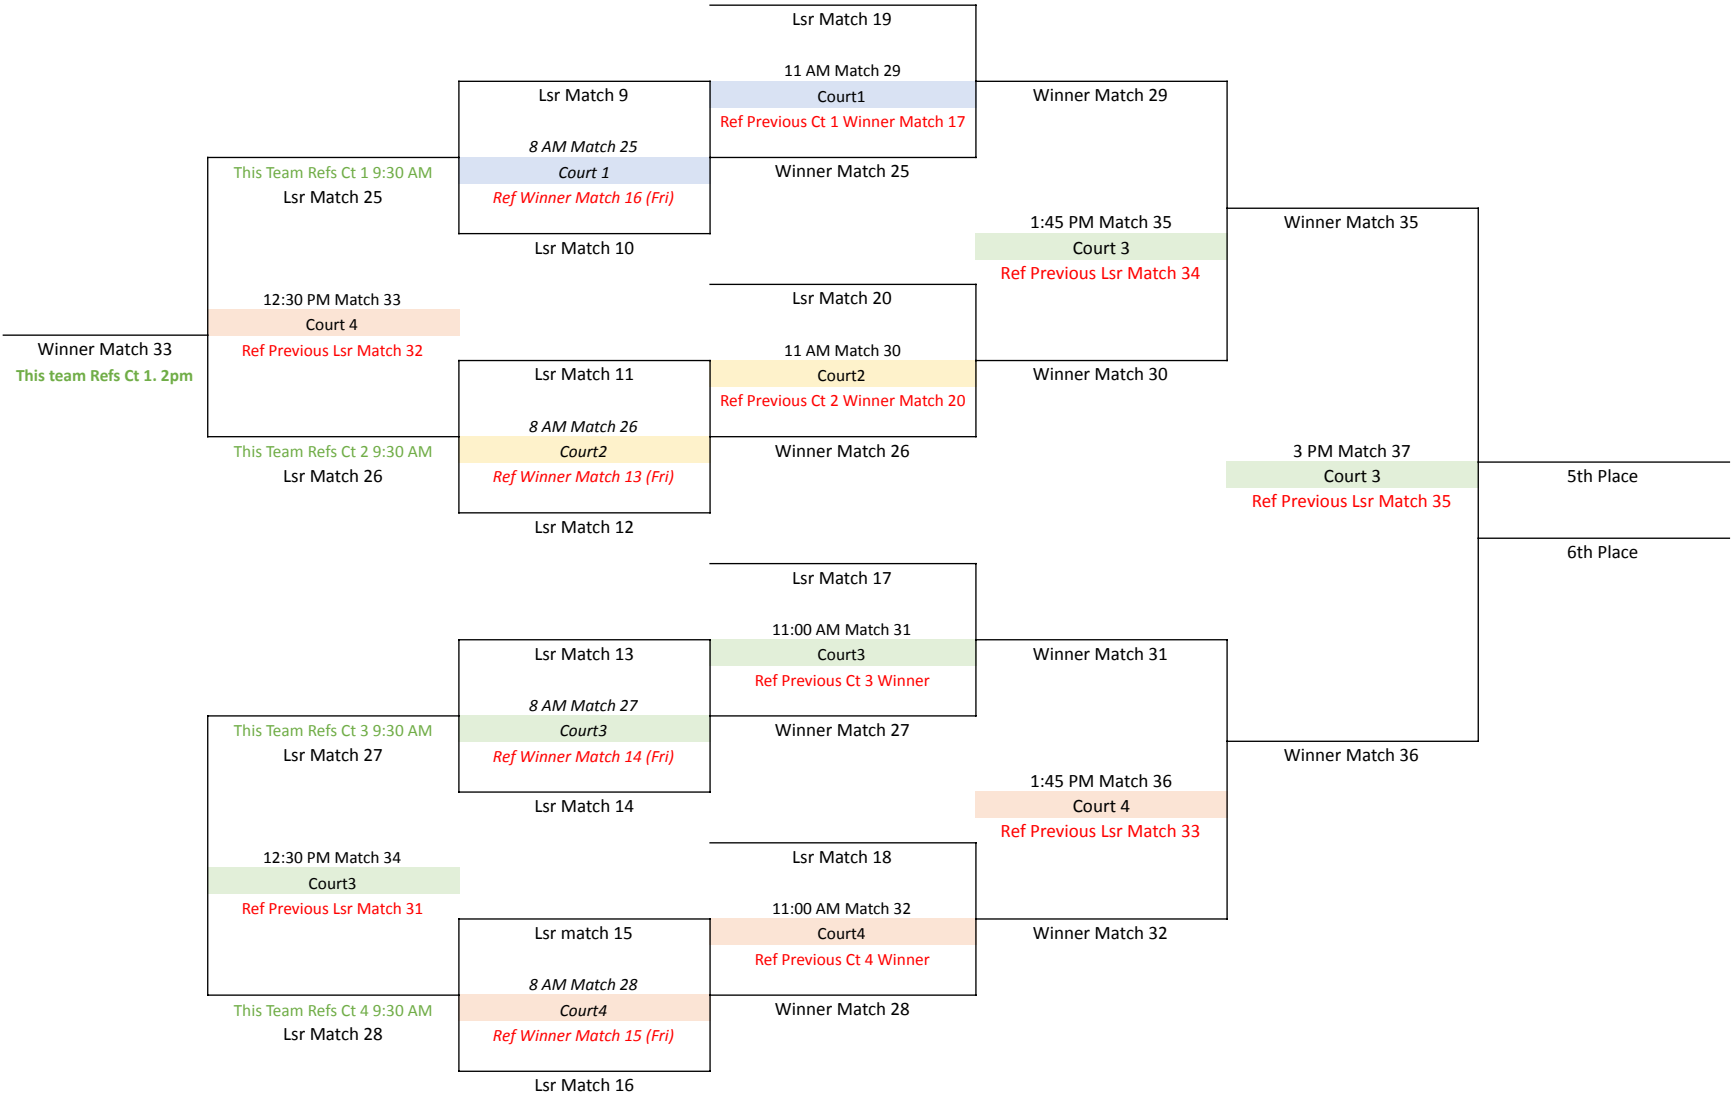 Lsr Match 19
11 AM Match 29
Court1
Ref Previous Ct 1 Winner Match 17
Lsr Match 9
Winner Match 29
8 AM Match 25
Court 1
Ref Winner Match 16 (Fri)
Winner Match 25
This Team Refs Ct 1 9:30 AM
Lsr Match 25
Lsr Match 10
1:45 PM Match 35
Court 3
Ref Previous Lsr Match 34
Winner Match 35
12:30 PM Match 33
Court 4
Ref Previous Lsr Match 32
Lsr Match 20
11 AM Match 30
Court2
Ref Previous Ct 2 Winner Match 20
Winner Match 33
This team Refs Ct 1. 2pm
Lsr Match 11
Winner Match 30
8 AM Match 26
Court2
Ref Winner Match 13 (Fri)
Winner Match 26
This Team Refs Ct 2 9:30 AM
Lsr Match 26
3 PM Match 37
Court 3
Ref Previous Lsr Match 35
5th Place
Lsr Match 12
6th Place
Lsr Match 17
11:00 AM Match 31
Court3
Ref Previous Ct 3 Winner
Lsr Match 13
Winner Match 31
8 AM Match 27
Court3
Ref Winner Match 14 (Fri)
Winner Match 27
This Team Refs Ct 3 9:30 AM
Lsr Match 27
Winner Match 36
Lsr Match 14
1:45 PM Match 36
Court 4
Ref Previous Lsr Match 33
12:30 PM Match 34
Court3
Ref Previous Lsr Match 31
Lsr Match 18
11:00 AM Match 32
Court4
Ref Previous Ct 4 Winner
Lsr match 15
Winner Match 32
8 AM Match 28
Court4
Ref Winner Match 15 (Fri)
Winner Match 28
This Team Refs Ct 4 9:30 AM
Lsr Match 28
Lsr Match 16